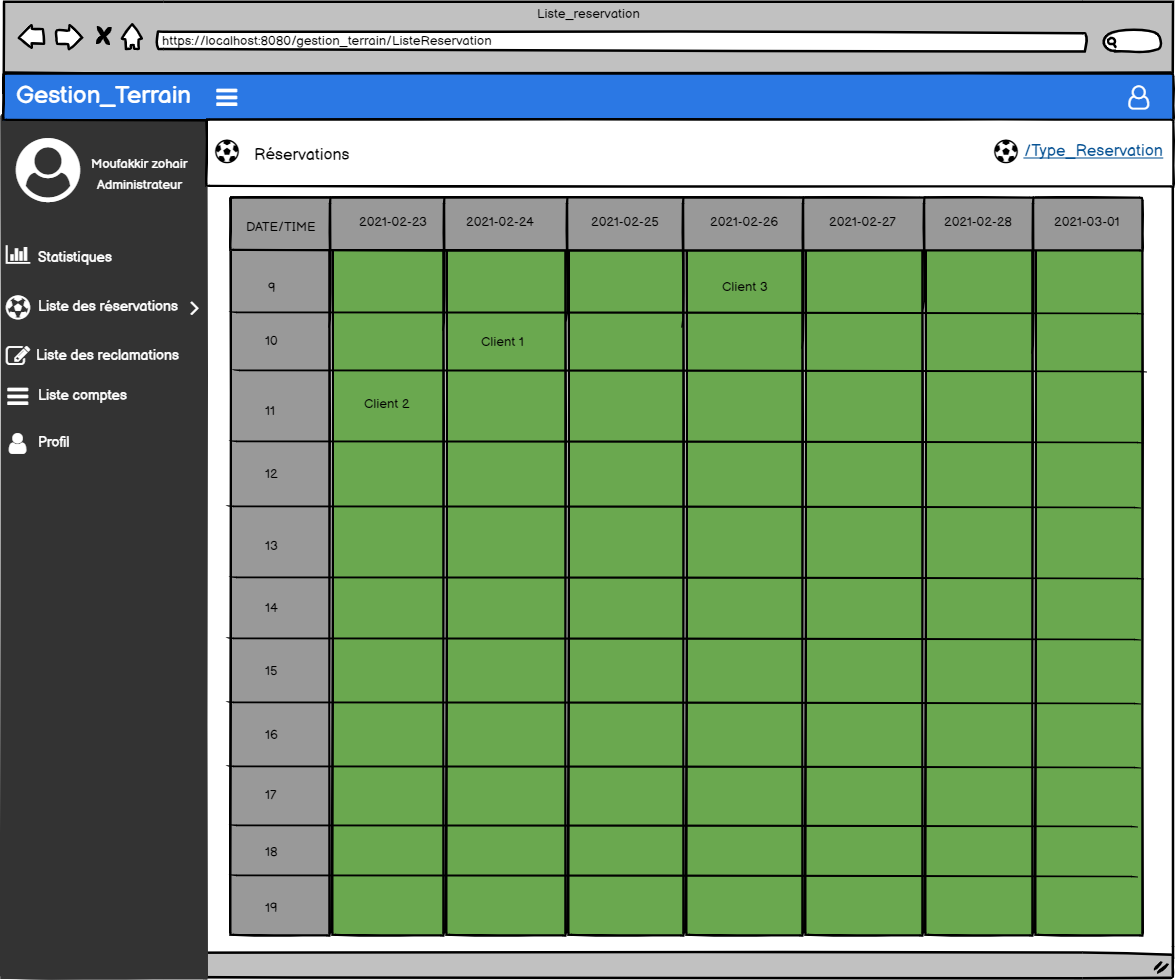 Liste_reservation
https://localhost:8080/gestion_terrain/ListeReservation
Gestion_Terrain
Moufakkir zohair
Administrateur
Statistiques
Liste des réservations
Liste des reclamations
Liste comptes
Profil
Réservations
/Type_Reservation
DATE/TIME 2021-02-23 2021-02-24 2021-02-25 2021-02-26 2021-02-27 2021-02-28 2021-03-01
9 Client 3
10 Client 1
11 Client 2
12
13
14
15
16
17
18
19